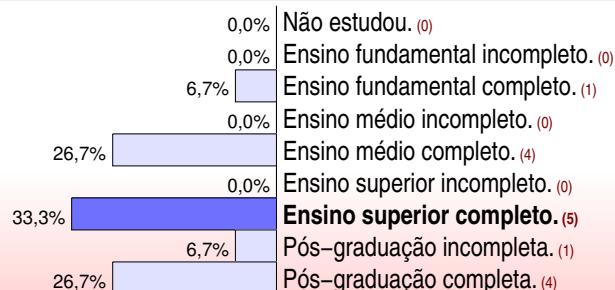 0,0% Não estudou. (0)
0,0% Ensino fundamental incompleto. (0)
6,7% Ensino fundamental completo. (1)
0,0% Ensino médio incompleto. (0)
26,7% Ensino médio completo. (4)
0,0% Ensino superior incompleto. (0)
33,3% Ensino superior completo. (5)
6,7% Pós−graduação incompleta. (1)
26,7% Pós−graduação completa. (4)